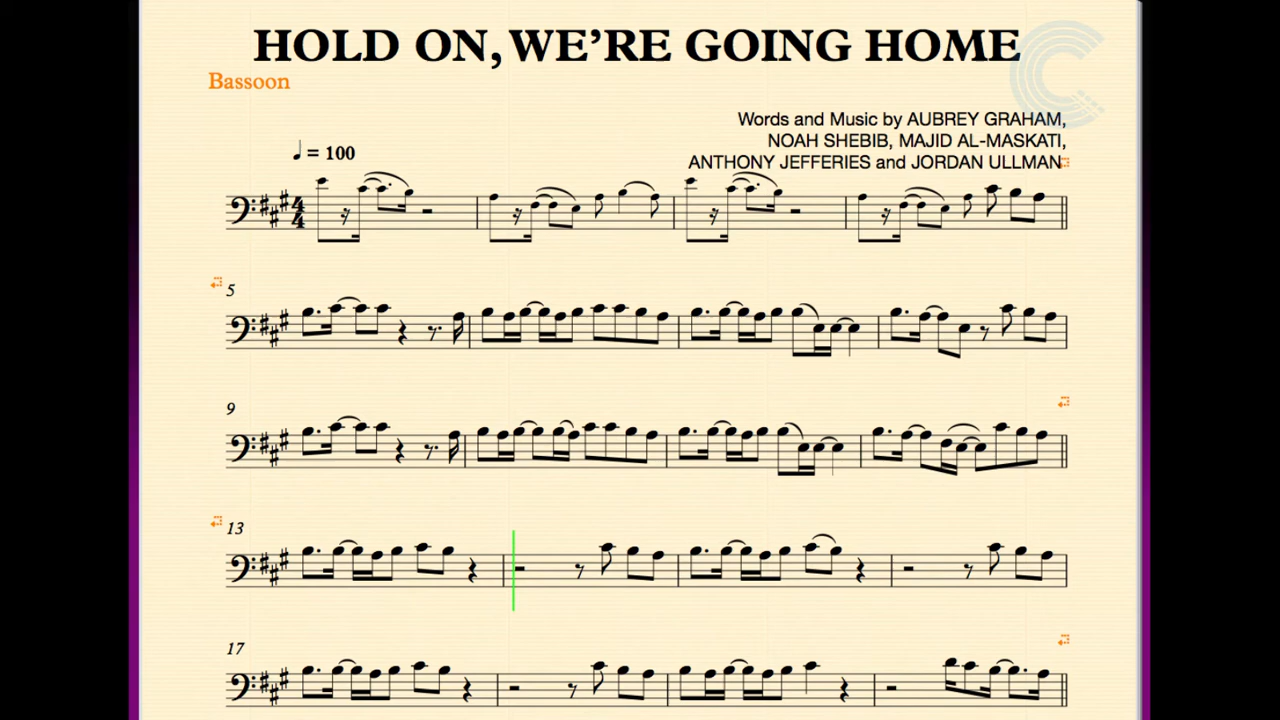 HOLD ON, WE'RE GOING HOME
Bassoon
Words and Music by AUBREY GRAHAM,
NOAH SHEBIB, MAJID AL-MASKATI,
ANTHONY JEFFERIES and JORDAN ULLMAN
♩ = 100
4
4
5
9
13
17